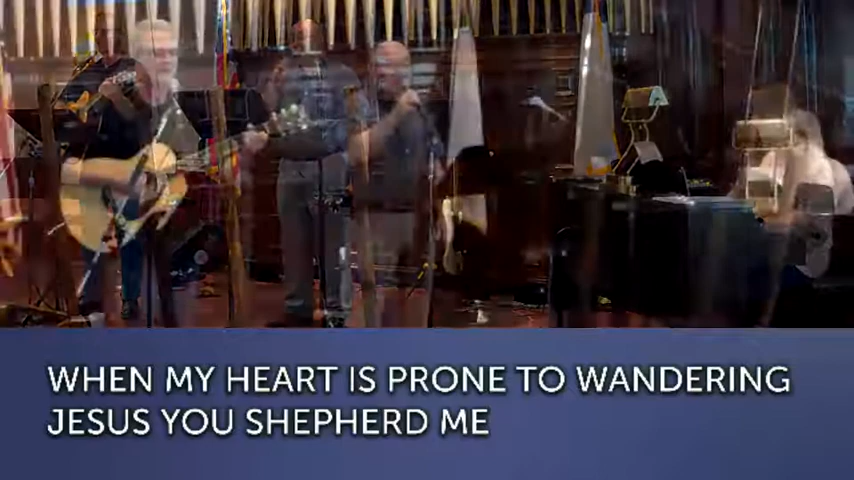 WHEN MY HEART IS PRONE TO WANDERING
JESUS YOU SHEPHERD ME